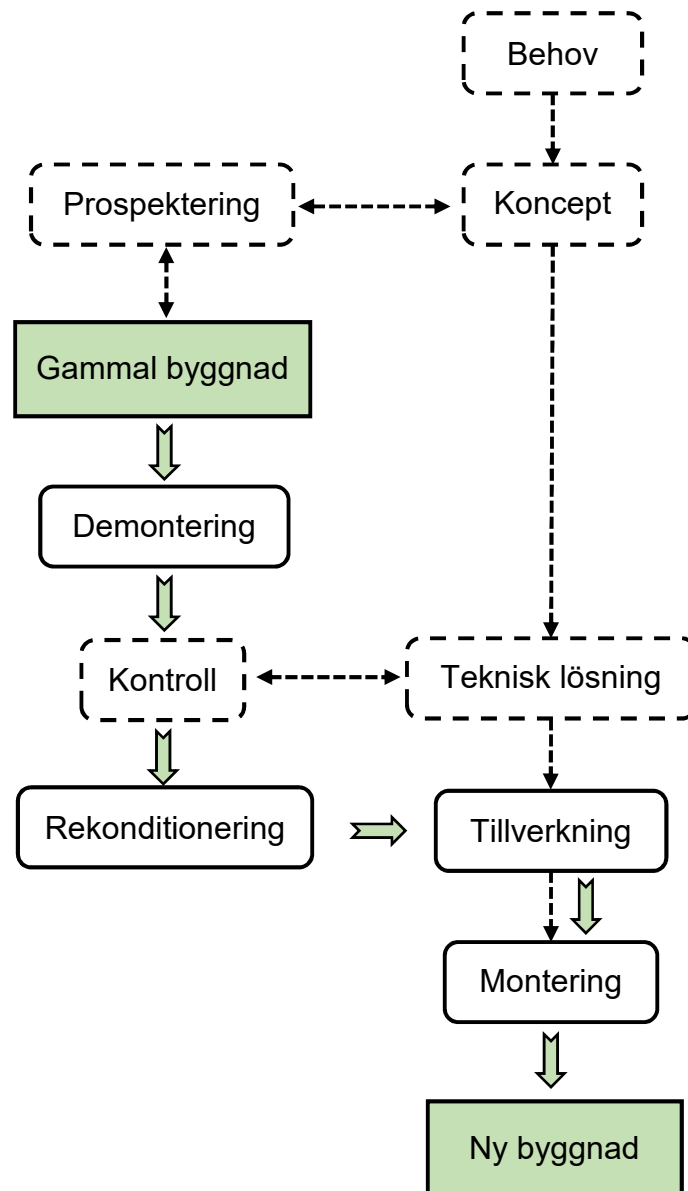 Behov
Prospektering
Koncept
Gammal byggnad
Demontering
Kontroll
Teknisk lösning
Rekonditionering
Tillverkning
Montering
Ny byggnad